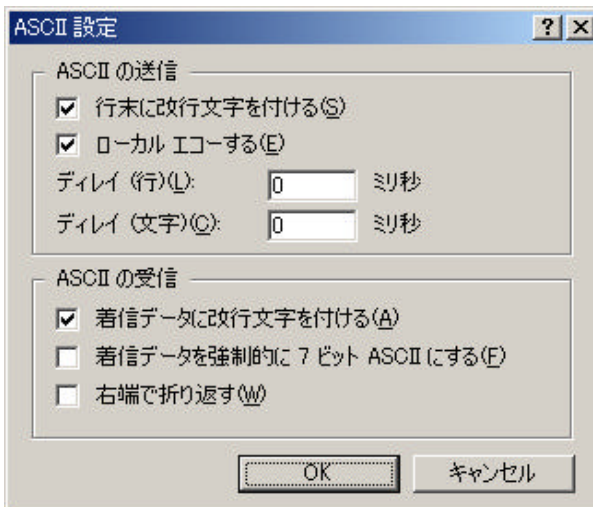 ASCII 設定
ASCII の送信
行末に改行文字を付ける(S)
ローカル エコーする(E)
ディレイ (行)(L): 0 ミリ秒
ディレイ (文字)(C): 0 ミリ秒
ASCII の受信
着信データに改行文字を付ける(A)
着信データを強制的に 7 ビット ASCII にする(F)
右端で折り返す(W)
OK キャンセル